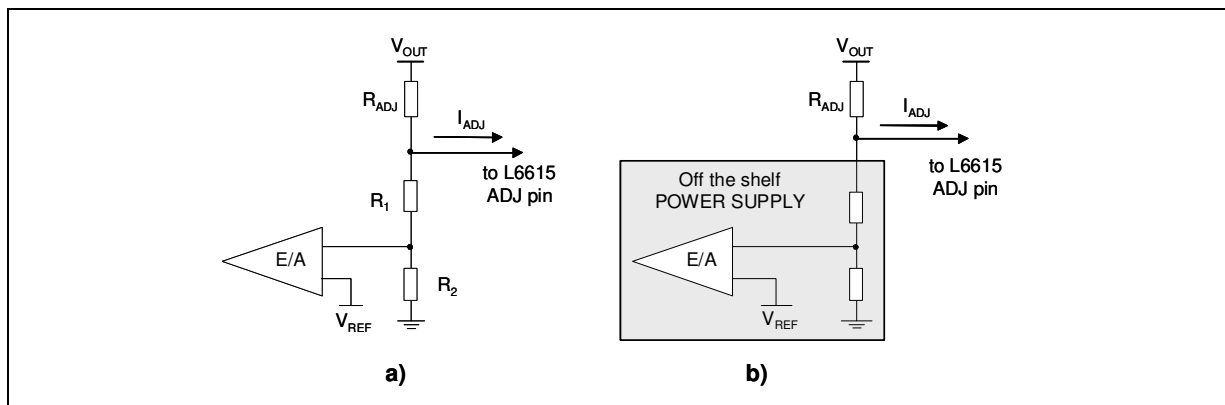 V_OUT
R_ADJ
I_ADJ
to L6615
ADJ pin
R_1
E/A
R_2
V_REF
a)
V_OUT
R_ADJ
I_ADJ
to L6615
ADJ pin
Off the shelf
POWER SUPPLY
E/A
V_REF
b)